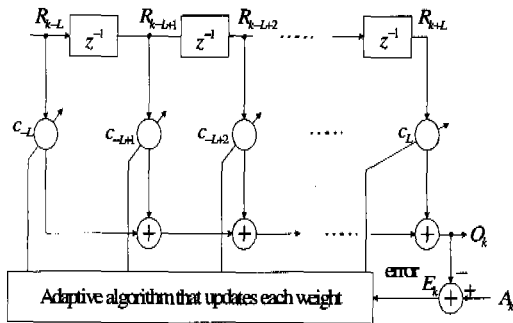 R_{k-L} R_{k-L+1} R_{k-L+2} R_{k+L}
z^{-1} z^{-1} ...... z^{-1}
c_{-L} c_{-L+1} c_{-L+2} ...... c_L
+ + ...... + O_k
error −
Adaptive algorithm that updates each weight E_k + + A_k